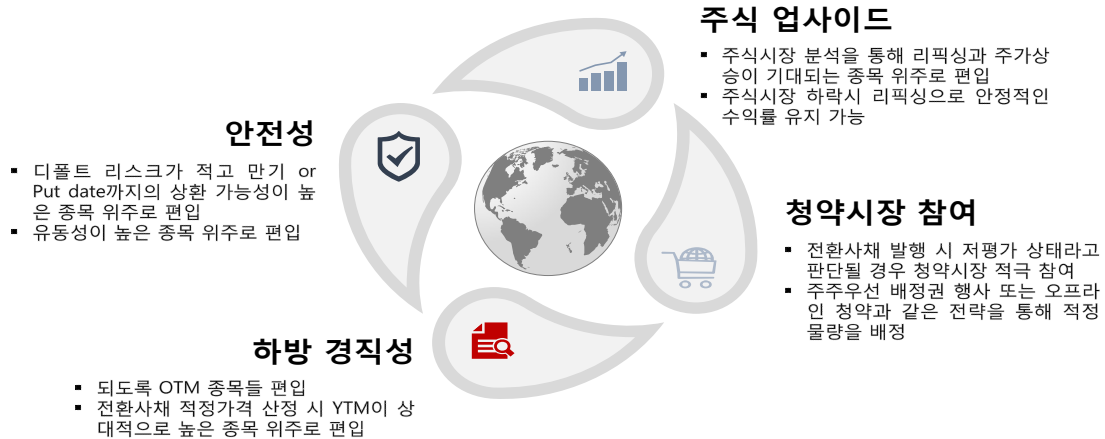 주식 업사이드
▪ 주식시장 분석을 통해 리픽싱과 주가상
승이 기대되는 종목 위주로 편입
▪ 주식시장 하락시 리픽싱으로 안정적인
수익률 유지 가능
안전성
▪ 디폴트 리스크가 적고 만기 or
Put date까지의 상환 가능성이 높
은 종목 위주로 편입
▪ 유동성이 높은 종목 위주로 편입
청약시장 참여
▪ 전환사채 발행 시 저평가 상태라고
판단될 경우 청약시장 적극 참여
▪ 주주우선 배정권 행사 또는 오프라
인 청약과 같은 전략을 통해 적정
물량을 배정
하방 경직성
▪ 되도록 OTM 종목들 편입
▪ 전환사채 적정가격 산정 시 YTM이 상
대적으로 높은 종목 위주로 편입